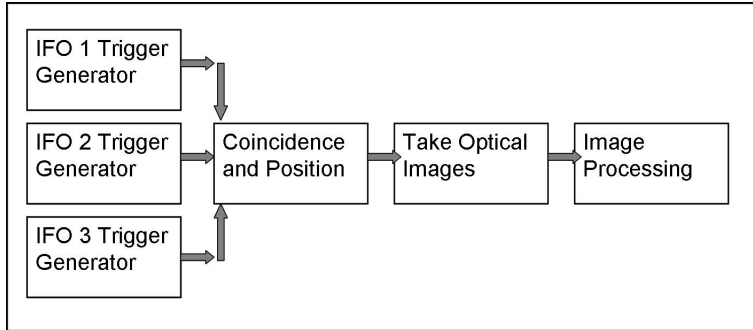 IFO 1 Trigger
Generator
IFO 2 Trigger
Generator
IFO 3 Trigger
Generator
Coincidence
and Position
Take Optical
Images
Image
Processing